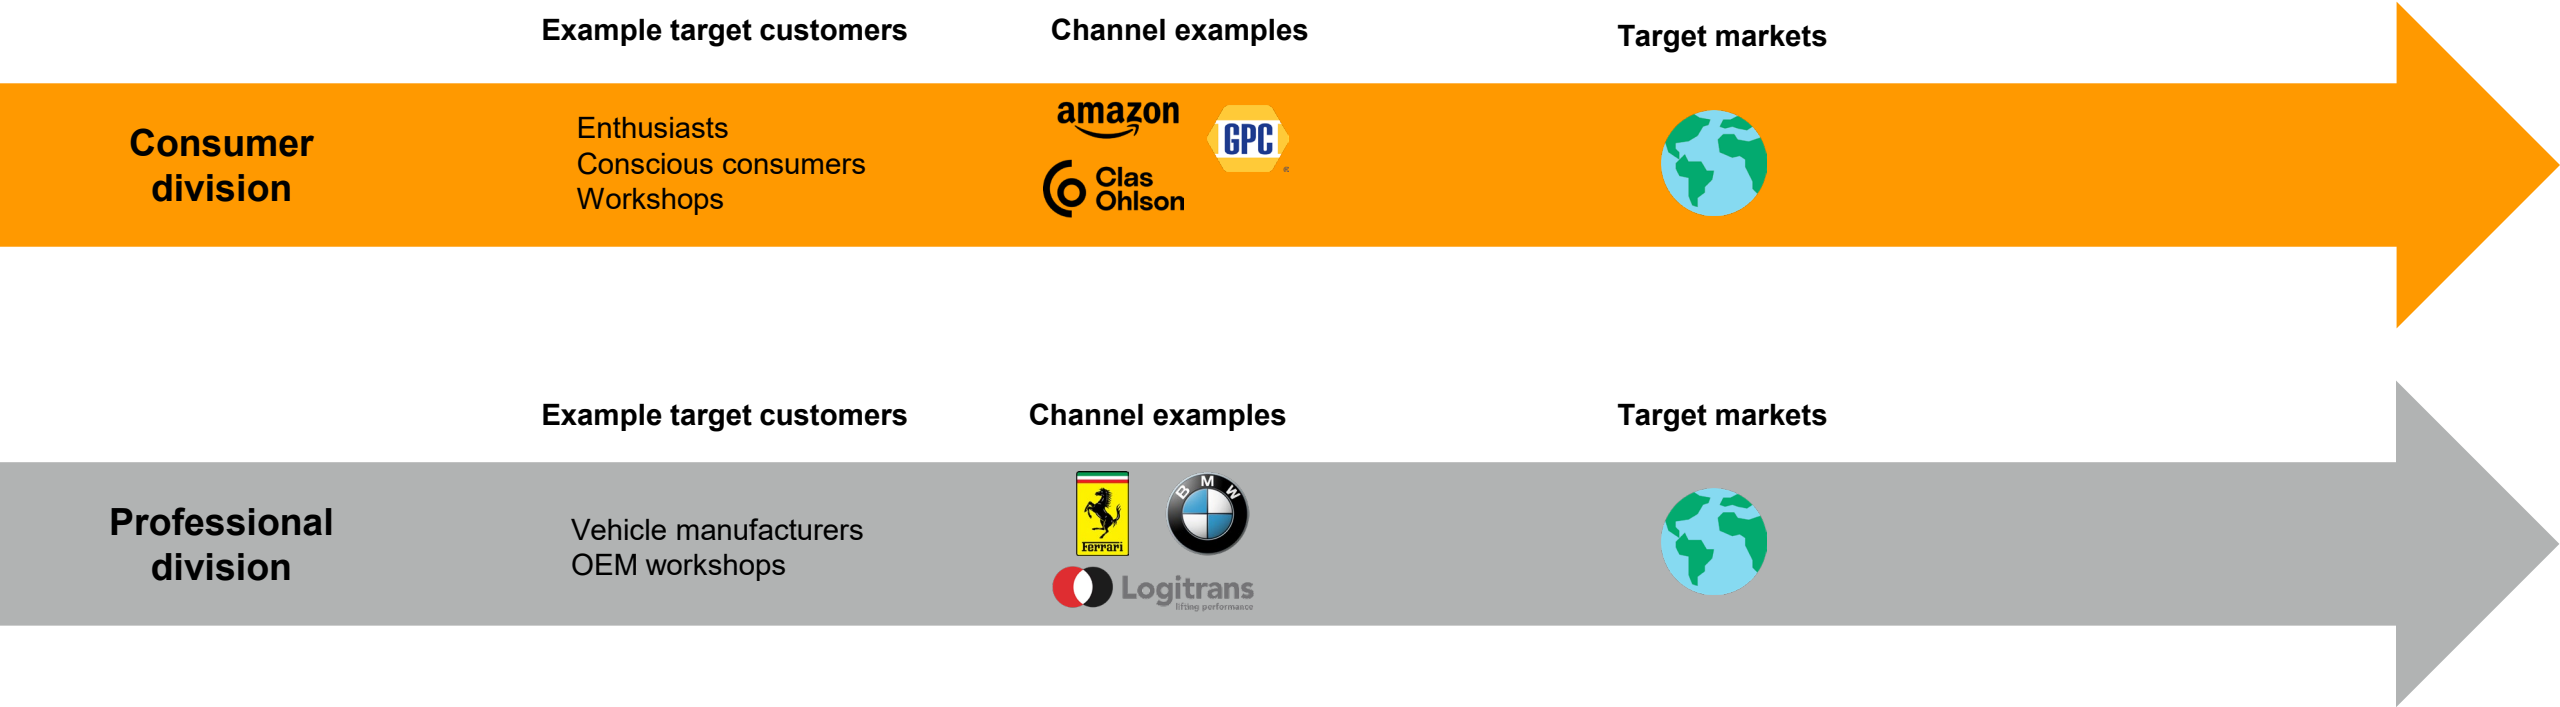 Example target customers
Channel examples
Target markets
Consumer
division
Enthusiasts
Conscious consumers
Workshops
amazon
GPC
Clas
Ohlson
Example target customers
Channel examples
Target markets
Professional
division
Vehicle manufacturers
OEM workshops
Ferrari
BMW
Logitrans
lifting performance